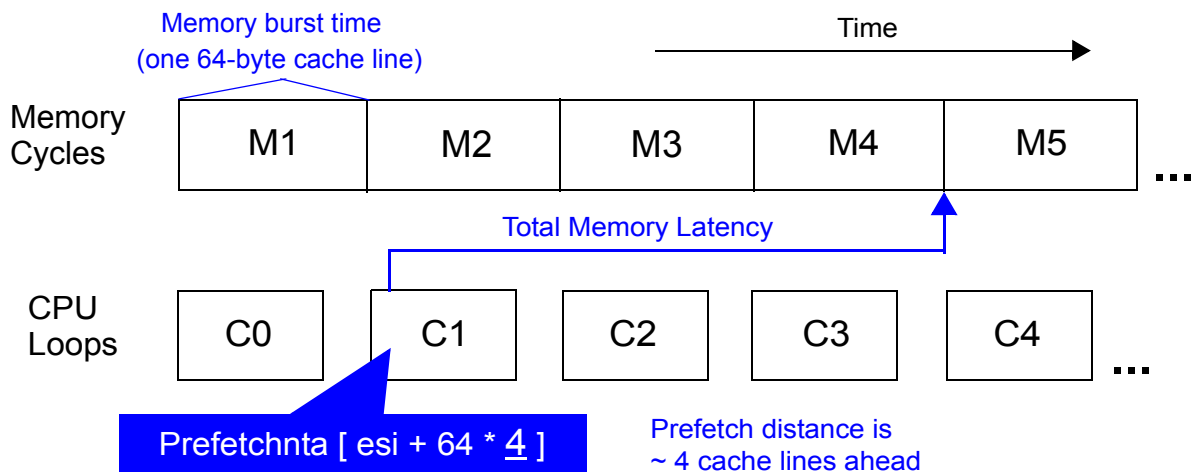 Memory burst time
(one 64-byte cache line)
Time
Memory
Cycles
M1
M2
M3
M4
M5
...
Total Memory Latency
CPU
Loops
C0
C1
C2
C3
C4
...
Prefetchnta [ esi + 64 * 4 ]
Prefetch distance is
~ 4 cache lines ahead